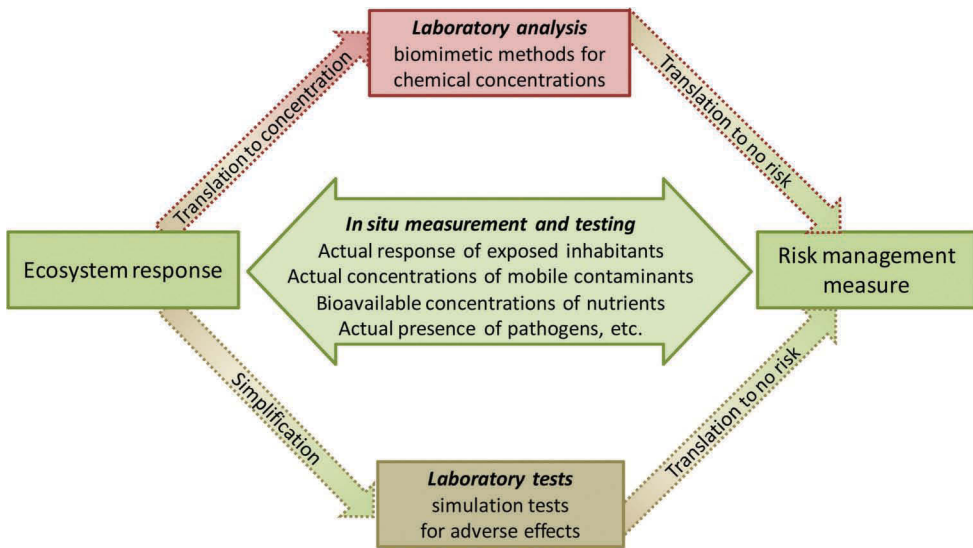 Laboratory analysis
biomimetic methods for
chemical concentrations
Translation to concentration
Translation to no risk
In situ measurement and testing
Actual response of exposed inhabitants
Actual concentrations of mobile contaminants
Bioavailable concentrations of nutrients
Actual presence of pathogens, etc.
Ecosystem response
Risk management
measure
Simplification
Translation to no risk
Laboratory tests
simulation tests
for adverse effects